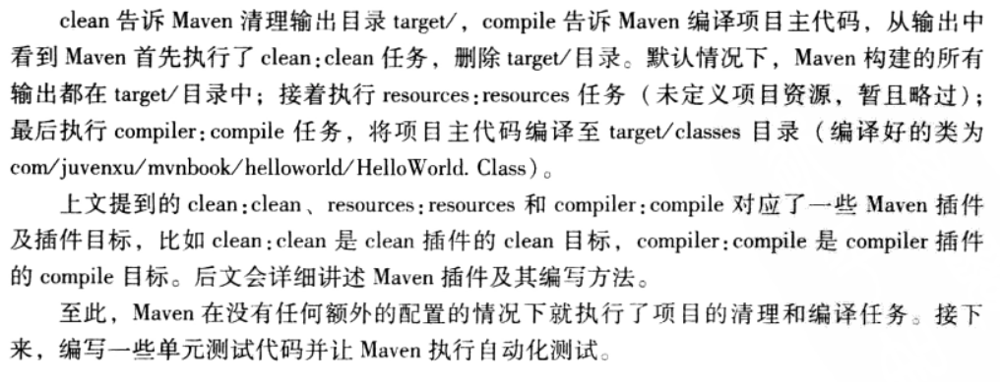 clean 告诉 Maven 清理输出目录 target/，compile 告诉 Maven 编译项目主代码，从输出中
看到 Maven 首先执行了 clean:clean 任务，删除 target/目录。默认情况下，Maven 构建的所有
输出都在 target/目录中；接着执行 resources:resources 任务（未定义项目资源，暂且略过）；
最后执行 compiler:compile 任务，将项目主代码编译至 target/classes 目录（编译好的类为
com/juvenxu/mvnbook/helloworld/HelloWorld. Class）。
上文提到的 clean:clean、resources:resources 和 compiler:compile 对应了一些 Maven 插件
及插件目标，比如 clean:clean 是 clean 插件的 clean 目标，compiler:compile 是 compiler 插件
的 compile 目标。后文会详细讲述 Maven 插件及其编写方法。
至此，Maven 在没有任何额外的配置的情况下就执行了项目的清理和编译任务。接下
来，编写一些单元测试代码并让 Maven 执行自动化测试。